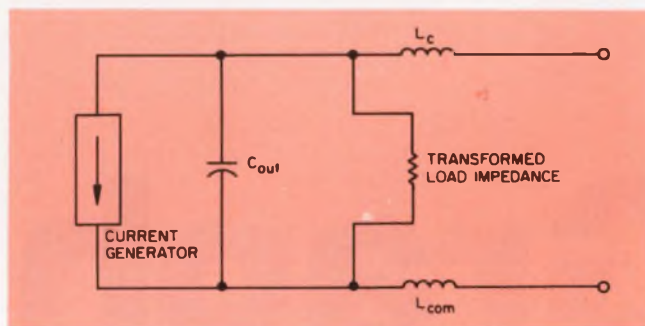 Lc
Cout
TRANSFORMED
LOAD IMPEDANCE
CURRENT
GENERATOR
Lcom